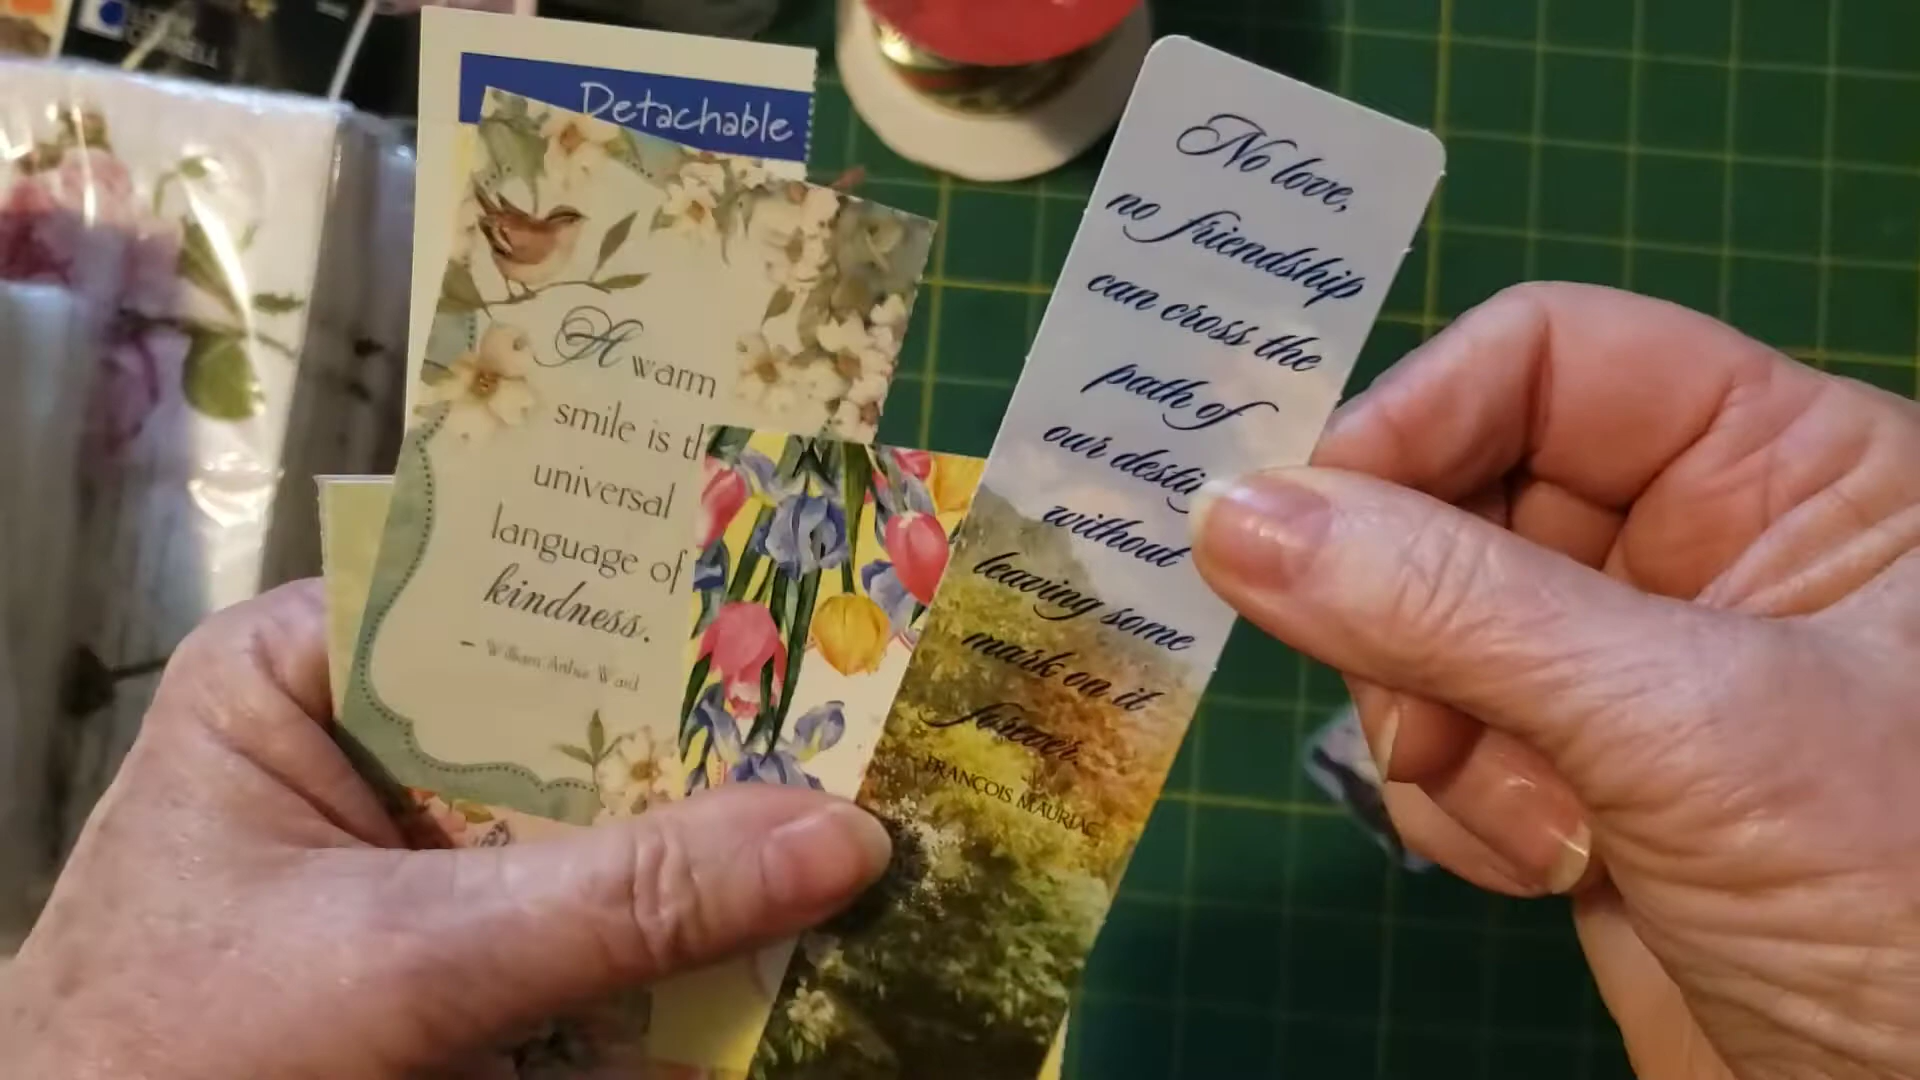 Detachable
A warm
smile is th
universal
language of
kindness.
– William Arthur Ward
No love,
no friendship
can cross the
path of
our destiny
without
leaving some
mark on it
forever.
FRANÇOIS MAURIAC